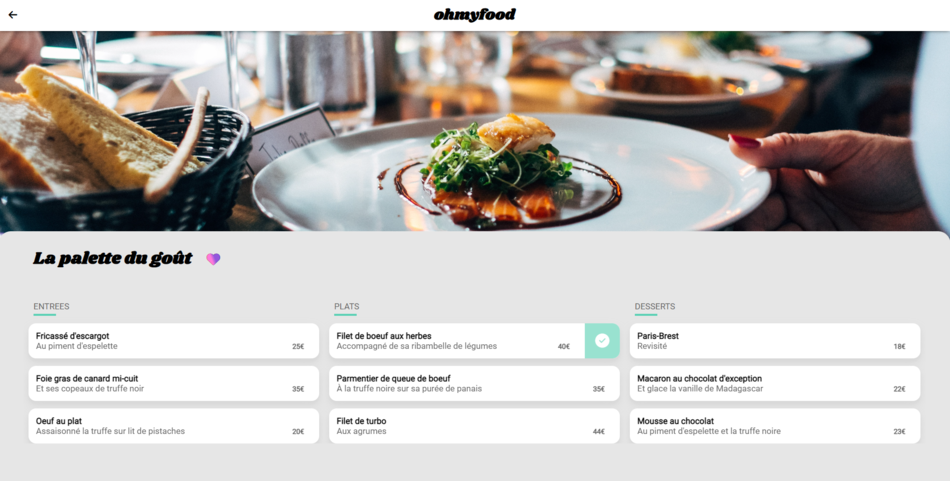 ohmyfood
La palette du goût
ENTREES
Fricassé d'escargot
Au piment d'espelette
25€
Foie gras de canard mi-cuit
Et ses copeaux de truffe noir
35€
Oeuf au plat
Assaisonné la truffe sur lit de pistaches
20€
PLATS
Filet de boeuf aux herbes
Accompagné de sa ribambelle de légumes
40€
Parmentier de queue de boeuf
À la truffe noire sur sa purée de panais
35€
Filet de turbo
Aux agrumes
44€
DESSERTS
Paris-Brest
Revisité
18€
Macaron au chocolat d'exception
Et glace la vanille de Madagascar
22€
Mousse au chocolat
Au piment d'espelette et la truffe noire
23€